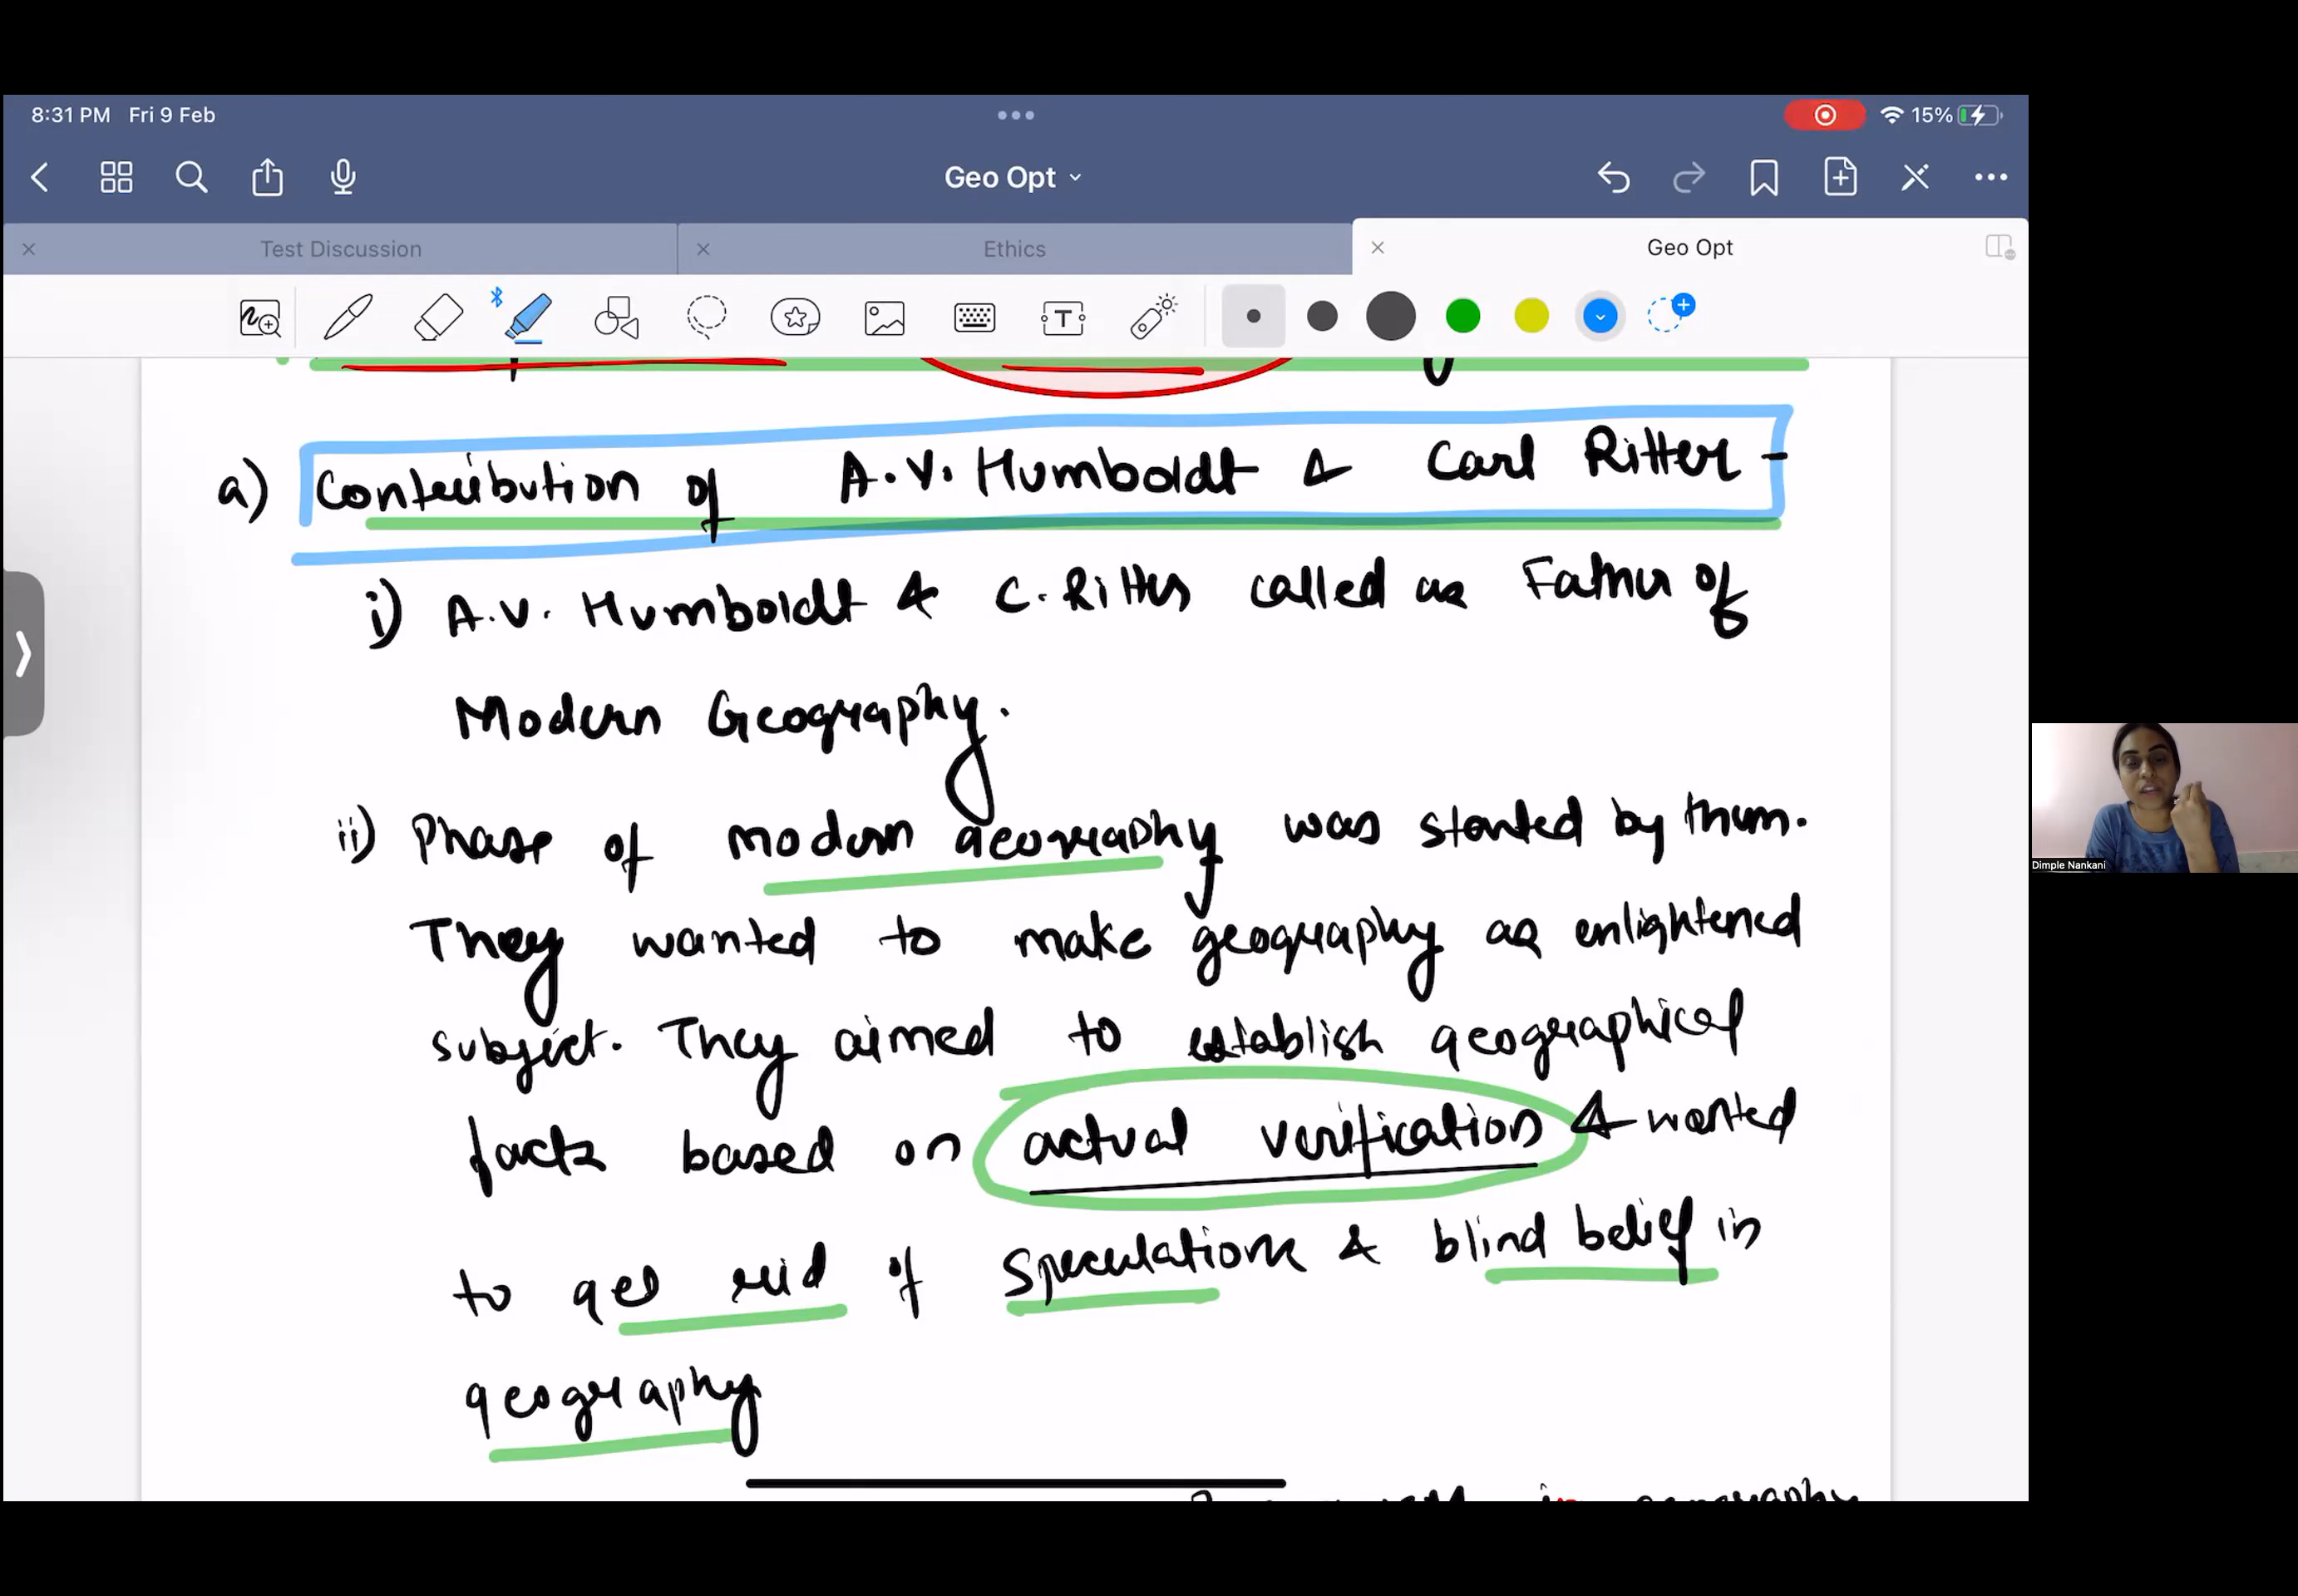 8:31 PM Fri 9 Feb
15%
Geo Opt
Test Discussion
Ethics
Geo Opt
T
a) Contribution of A.V. Humboldt & Carl Ritter -
i) A.V. Humboldt & C. Ritter called as Father of
Modern Geography.
ii) Phase of modern geography was started by them.
They wanted to make geography as enlightened
subject. They aimed to establish geographical
facts based on actual verification & wanted
to get rid of speculations & blind belief in
geography
in geography
Dimple Nankani